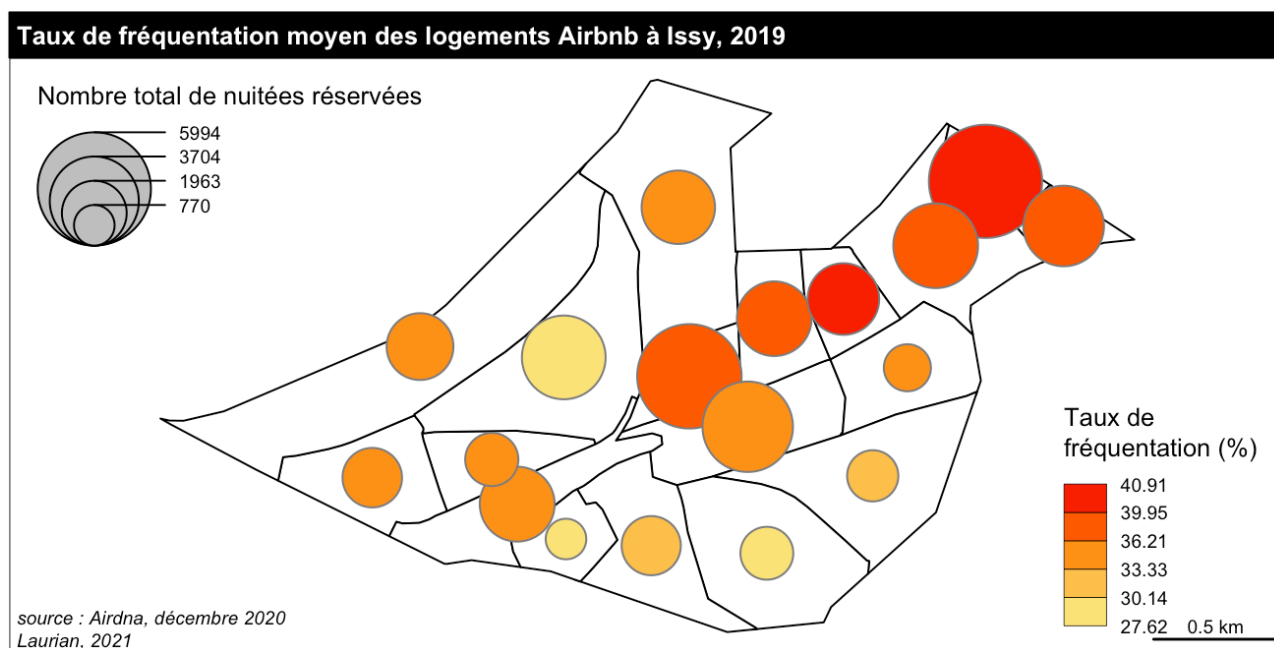 Taux de fréquentation moyen des logements Airbnb à Issy, 2019
Nombre total de nuitées réservées
5994
3704
1963
770
Taux de
fréquentation (%)
40.91
39.95
36.21
33.33
30.14
27.62
0.5 km
source : Airdna, décembre 2020
Laurian, 2021